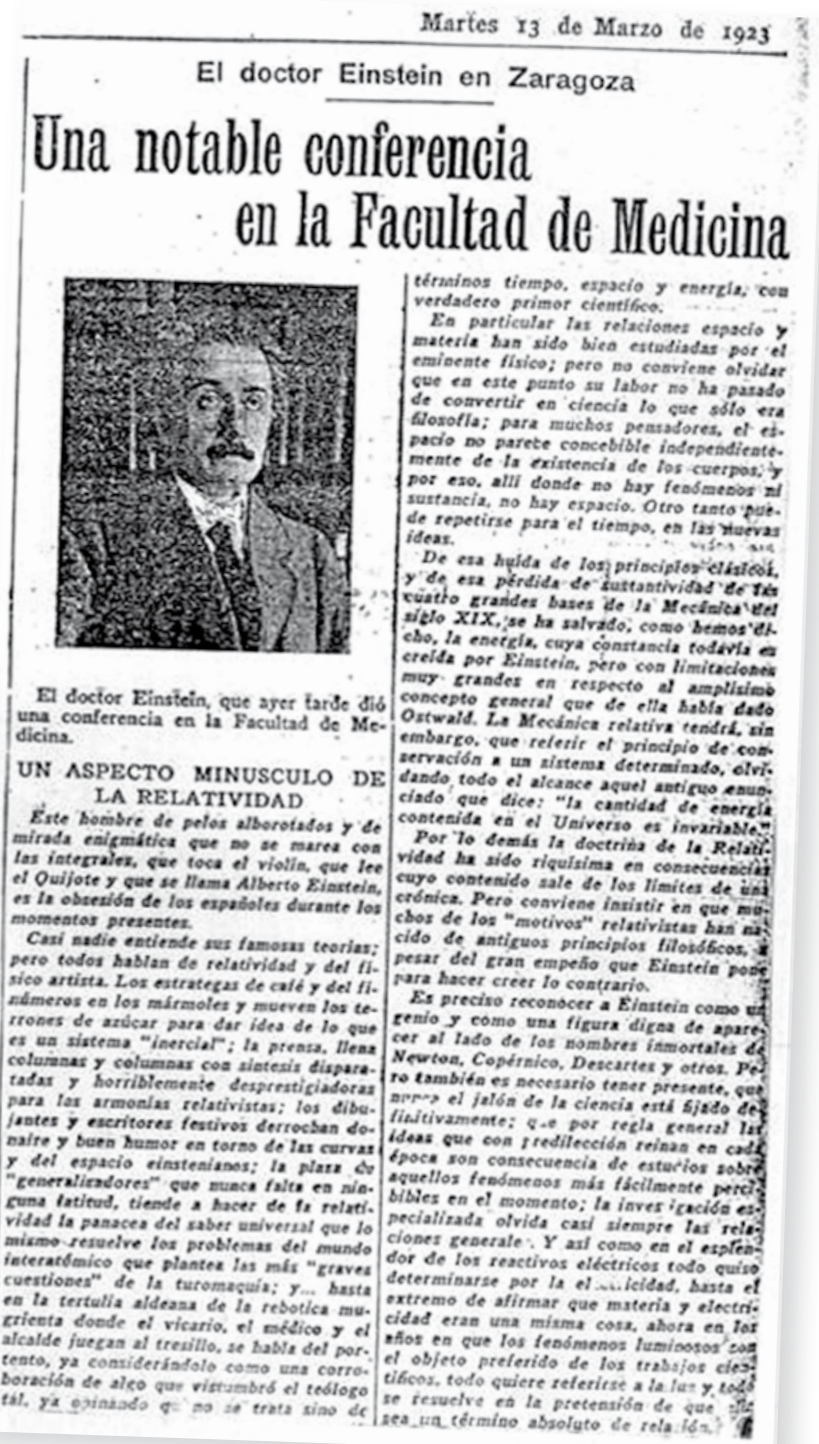 Martes 13 de Marzo de 1923
El doctor Einstein en Zaragoza
Una notable conferencia
en la Facultad de Medicina
El doctor Einstein, que ayer tarde dió
una conferencia en la Facultad de Me-
dicina.
UN ASPECTO MINUSCULO DE
LA RELATIVIDAD
Este hombre de pelos alborotados y de
mirada enigmática que no se marea con
las integrales, que toca el violín, que lee
el Quijote y que se llama Alberto Einstein,
es la obsesión de los españoles durante los
momentos presentes.
Casi nadie entiende sus famosas teorías;
pero todos hablan de relatividad y del fí-
sico artista. Los estrategas de café y del fi-
números en los mármoles y mueven los te-
rrones de azúcar para dar idea de lo que
es un sistema "inercial"; la prensa, llena
columnas y columnas con síntesis dispara-
tadas y horriblemente desprestigiadoras
para las armonías relativistas; los dibu-
jantes y escritores festivos derrochan do-
naire y buen humor en torno de las curvas
y del espacio einstenianos; la plaza de
"generalizadores" que nunca falta en nin-
guna latitud, tiende a hacer de la relati-
vidad la panacea del saber universal que lo
mismo resuelve los problemas del mundo
interatómico que plantea las más "graves
cuestiones" de la turomaquia; y... hasta
en la tertulia aldeana de la rebotica mu-
grienta donde el vicario, el médico y el
alcalde juegan al tresillo, se habla del por-
tento, ya considerándolo como una corro-
boración de algo que vistumbró el teólogo
tal, ya opinando qu no se trata sino de
términos tiempo, espacio y energía, con
verdadero primor científico.
En particular las relaciones espacio y
materia han sido bien estudiadas por el
eminente físico; pero no conviene olvidar
que en este punto su labor no ha pasado
de convertir en ciencia lo que sólo era
filosofía; para muchos pensadores, el es-
pacio no parece concebible independiente-
mente de la existencia de los cuerpos, y
por eso, allí donde no hay fenómenos ni
sustancia, no hay espacio. Otro tanto pue-
de repetirse para el tiempo, en las nuevas
ideas.
De esa huída de los principios clásicos,
y de esa pérdida de sustantividad de las
cuatro grandes bases de la Mecánica del
siglo XIX, se ha salvado, como hemos di-
cho, la energía, cuya constancia todavía es
creída por Einstein, pero con limitaciones
muy grandes en respecto al amplísimo
concepto general que de ella había dado
Ostwald. La Mecánica relativa tendrá, sin
embargo, que referir el principio de con-
servación a un sistema determinado, olvi-
dando todo el alcance aquel antiguo enun-
ciado que dice: "la cantidad de energía
contenida en el Universo es invariable."
Por lo demás la doctrina de la Relati-
vidad ha sido riquísima en consecuencias
cuyo contenido sale de los límites de una
crónica. Pero conviene insistir en que mu-
chos de los "motivos" relativistas han na-
cido de antiguos principios filosóficos, a
pesar del gran empeño que Einstein pone
para hacer creer lo contrario.
Es preciso reconocer a Einstein como un
genio y como una figura digna de apare-
cer al lado de los nombres inmortales de
Newton, Copérnico, Descartes y otros. Pe-
ro también es necesario tener presente, que
el jalón de la ciencia está fijado de-
finitivamente; que por regla general las
ideas que con predilección reinan en cada
época son consecuencia de estudios sobre
aquellos fenómenos más fácilmente perci-
bibles en el momento; la investigación es-
pecializada olvida casi siempre las rela-
ciones generales. Y así como en el esplen-
dor de los reactivos eléctricos todo quiso
determinarse por la hasta el
extremo de afirmar que materia y electri-
cidad eran una misma cosa, ahora en los
años en que los fenómenos luminosos son
el objeto preferido de los trabajos cien-
tíficos, todo quiere referirse a la luz y todo
se resuelve en la pretensión de que
sea un término absoluto de relación.